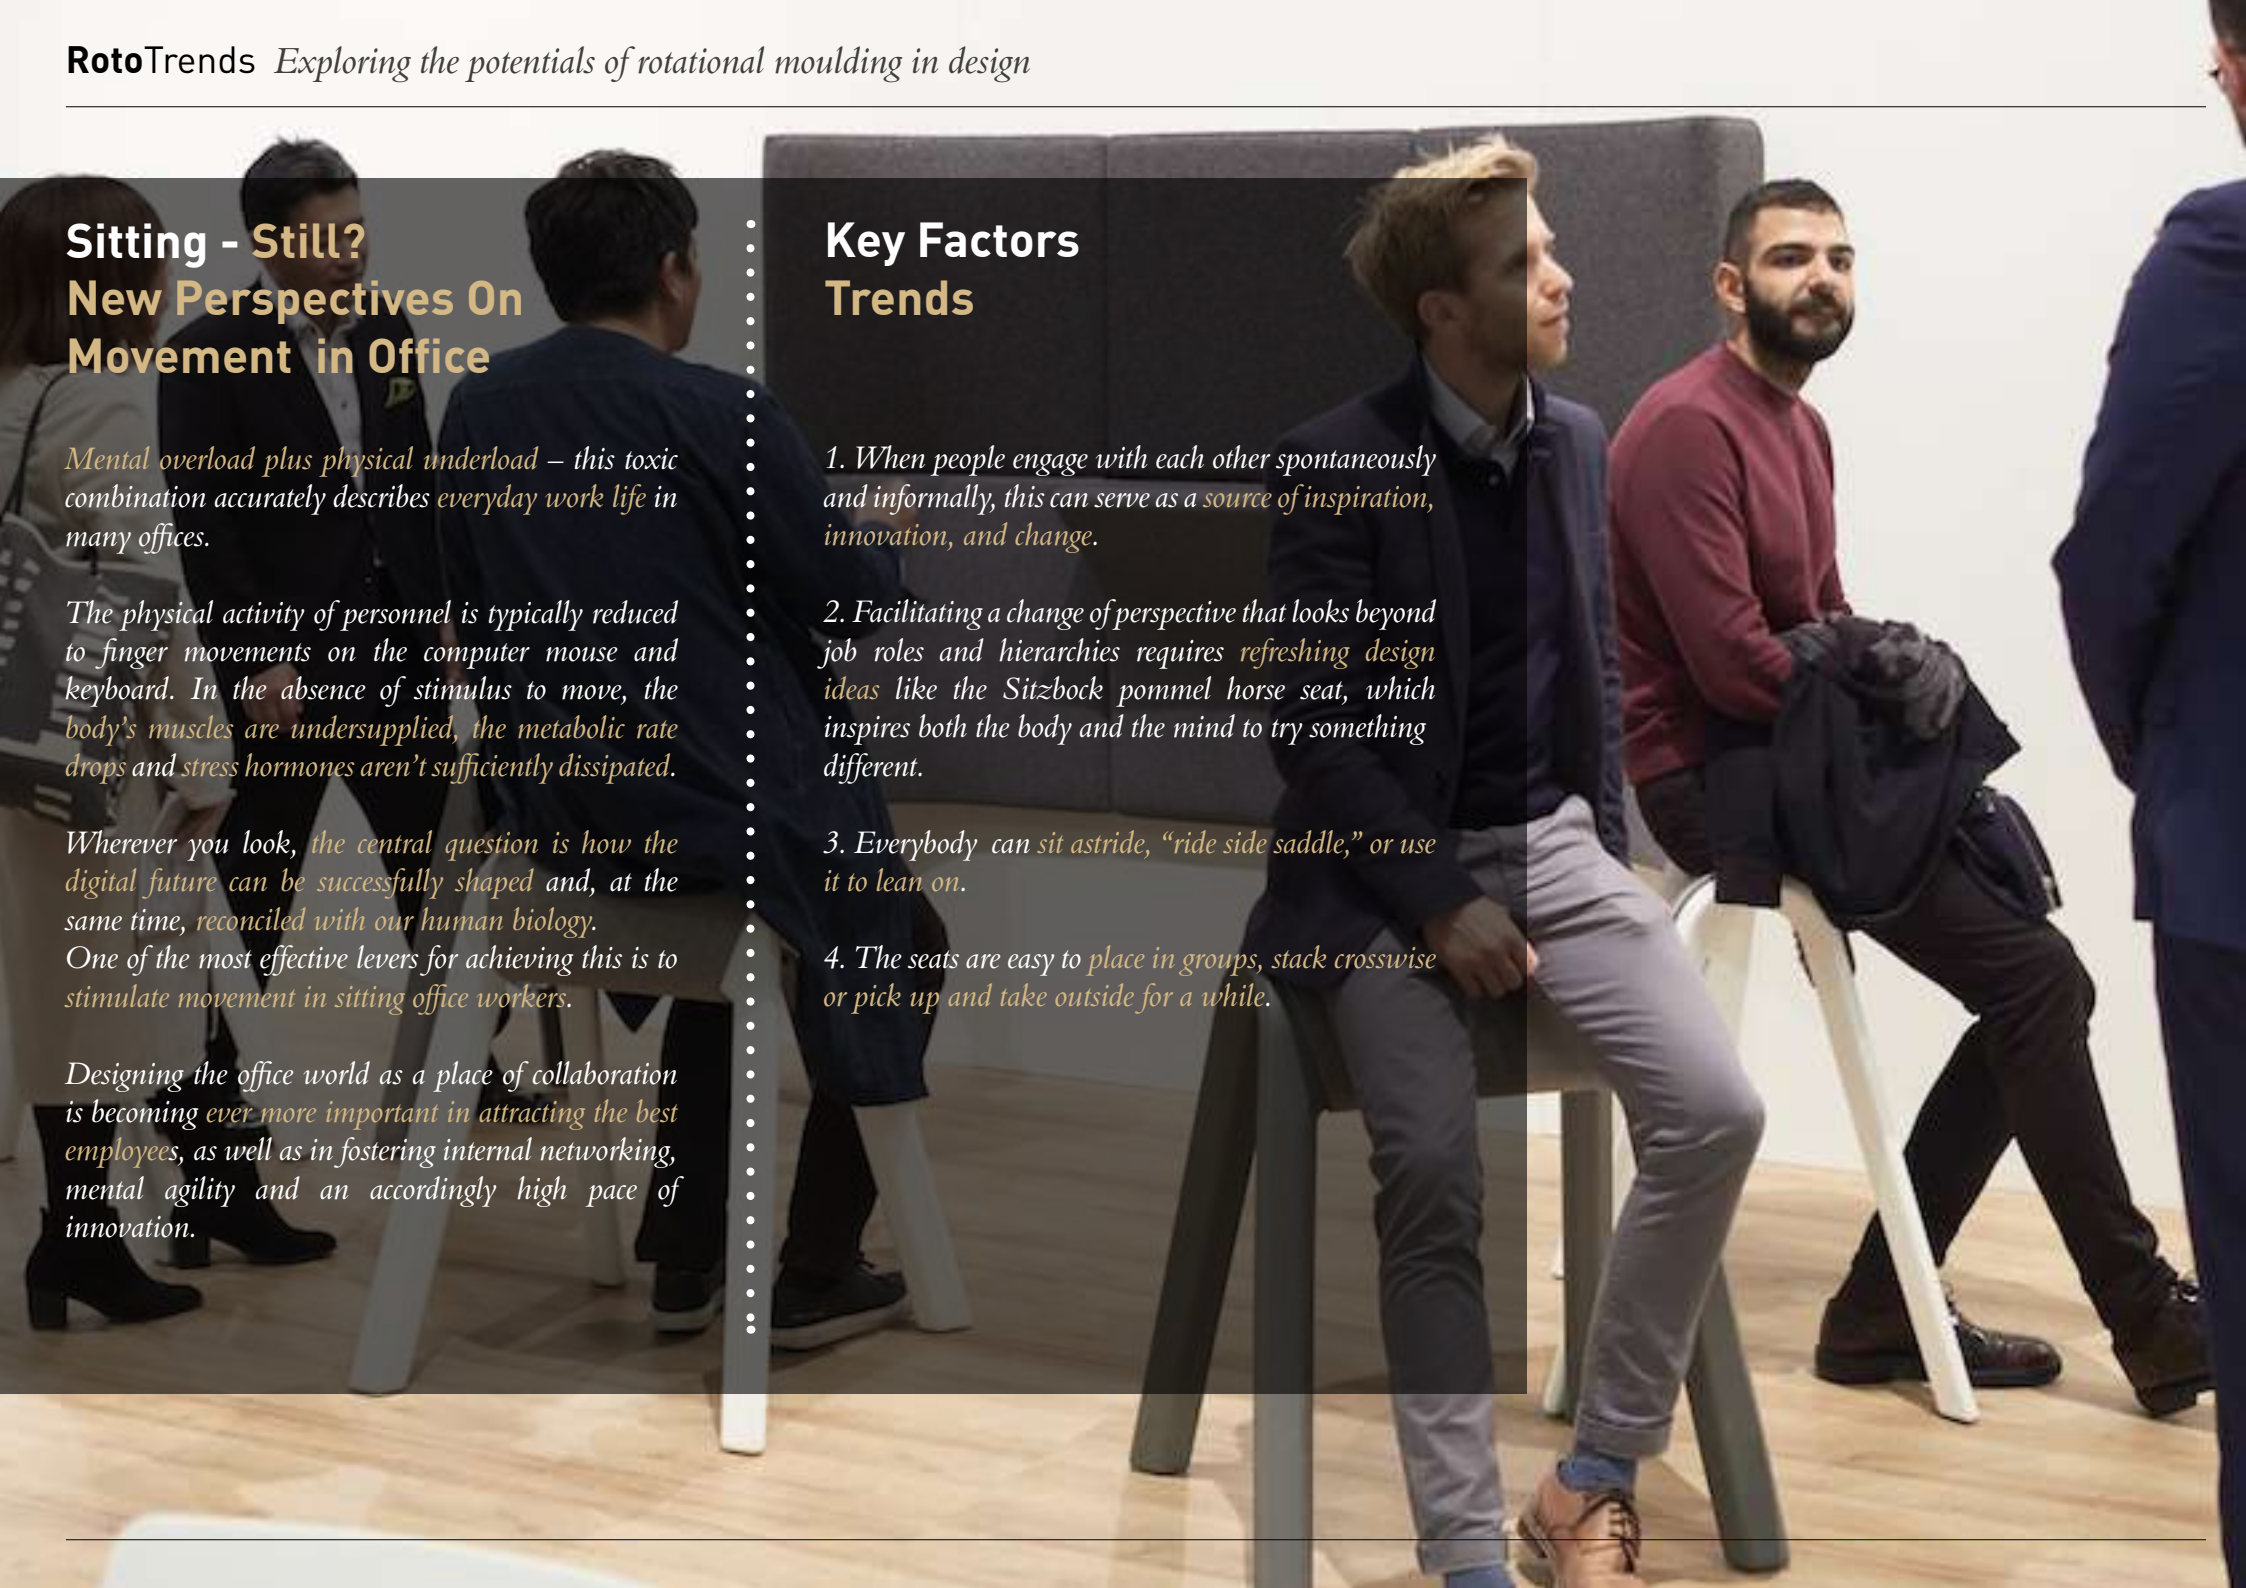 RotoTrends Exploring the potentials of rotational moulding in design
Sitting - Still?
New Perspectives On
Movement in Office
Mental overload plus physical underload – this toxic
combination accurately describes everyday work life in
many offices.
The physical activity of personnel is typically reduced
to finger movements on the computer mouse and
keyboard. In the absence of stimulus to move, the
body’s muscles are undersupplied, the metabolic rate
drops and stress hormones aren’t sufficiently dissipated.
Wherever you look, the central question is how the
digital future can be successfully shaped and, at the
same time, reconciled with our human biology.
One of the most effective levers for achieving this is to
stimulate movement in sitting office workers.
Designing the office world as a place of collaboration
is becoming ever more important in attracting the best
employees, as well as in fostering internal networking,
mental agility and an accordingly high pace of
innovation.
Key Factors
Trends
1. When people engage with each other spontaneously
and informally, this can serve as a source of inspiration,
innovation, and change.
2. Facilitating a change of perspective that looks beyond
job roles and hierarchies requires refreshing design
ideas like the Sitzbock pommel horse seat, which
inspires both the body and the mind to try something
different.
3. Everybody can sit astride, “ride side saddle,” or use
it to lean on.
4. The seats are easy to place in groups, stack crosswise
or pick up and take outside for a while.